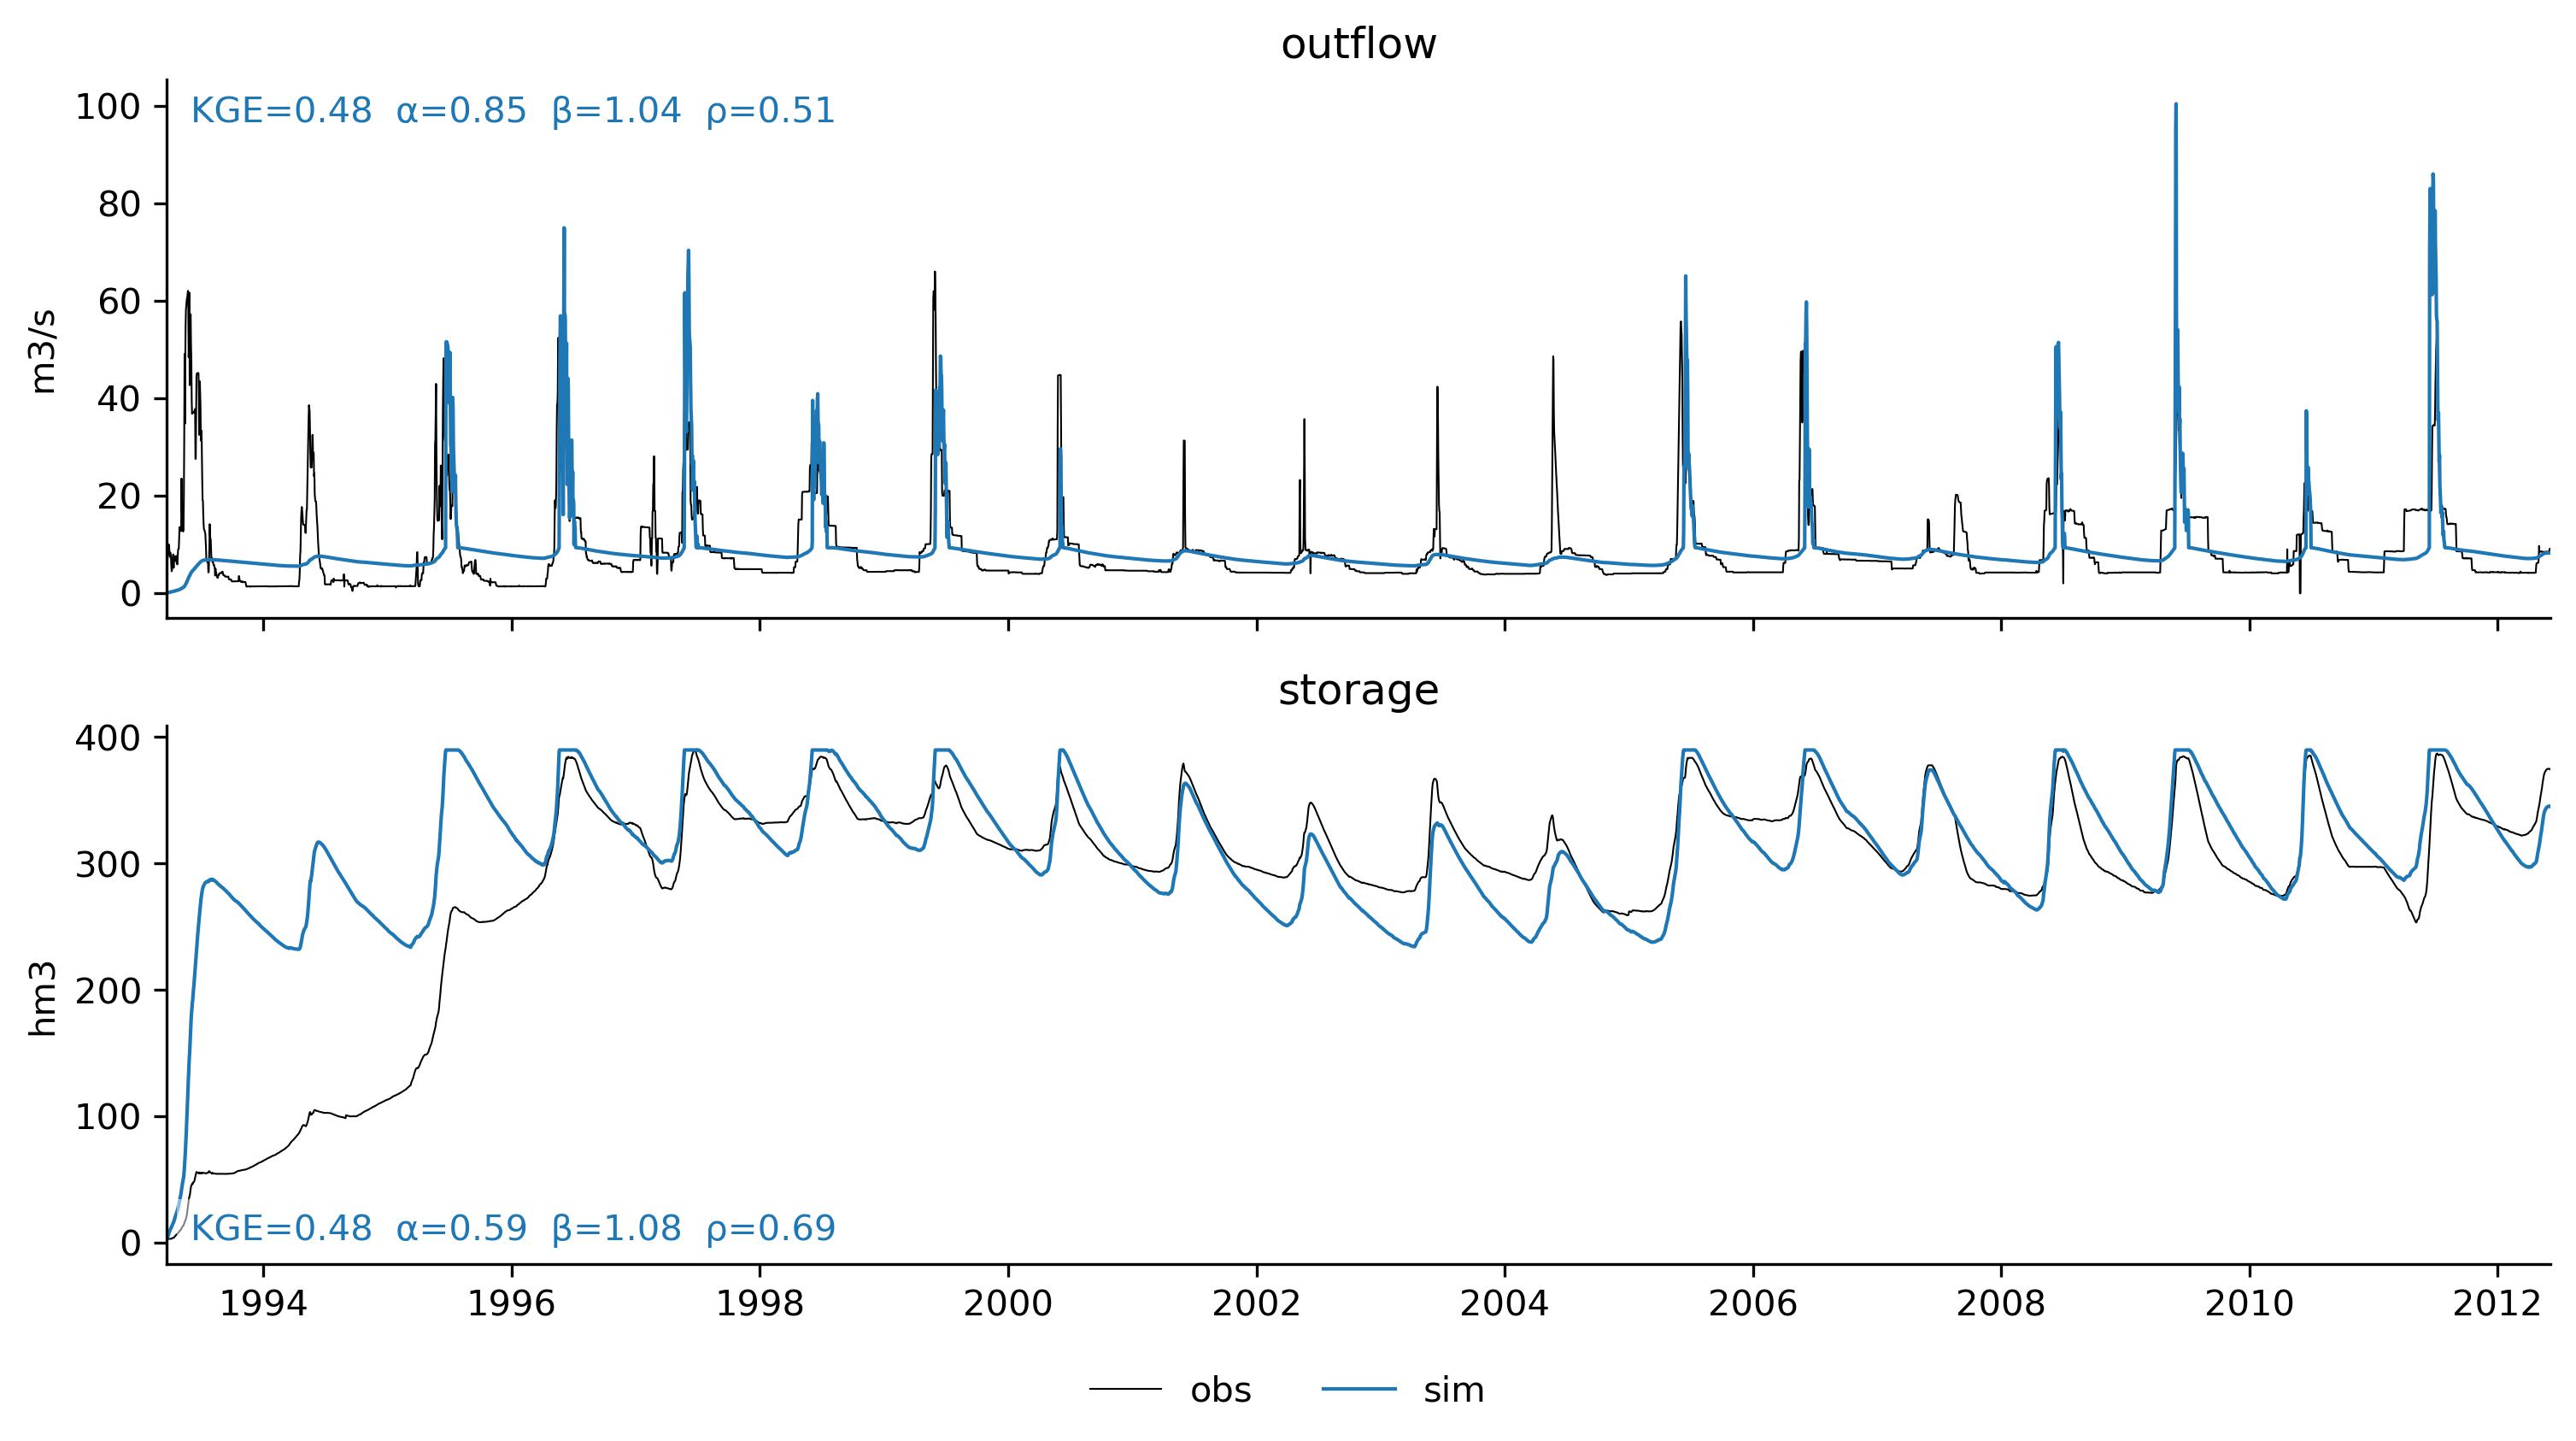 outflow
100
80
60
40
20
0
m3/s
KGE=0.48 α=0.85 β=1.04 ρ=0.51
storage
400
300
200
100
0
hm3
KGE=0.48 α=0.59 β=1.08 ρ=0.69
1994 1996 1998 2000 2002 2004 2006 2008 2010 2012
obs sim